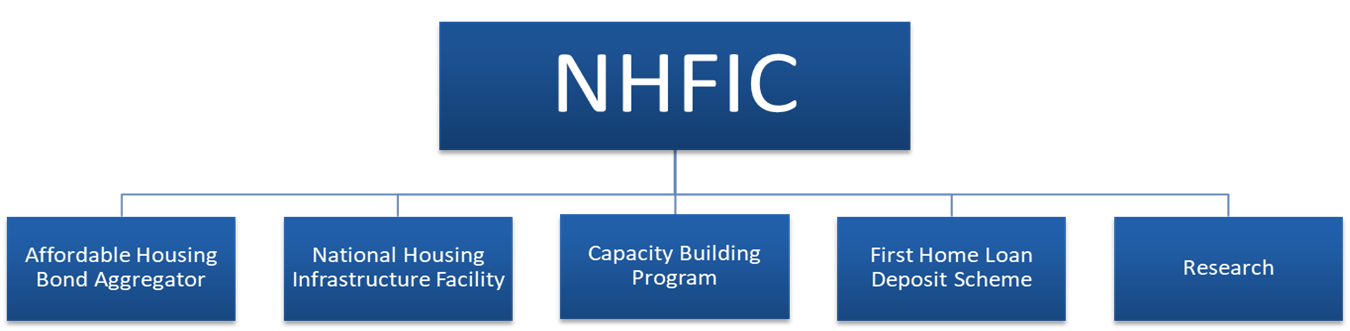 NHFIC
Affordable Housing
Bond Aggregator
National Housing
Infrastructure Facility
Capacity Building
Program
First Home Loan
Deposit Scheme
Research